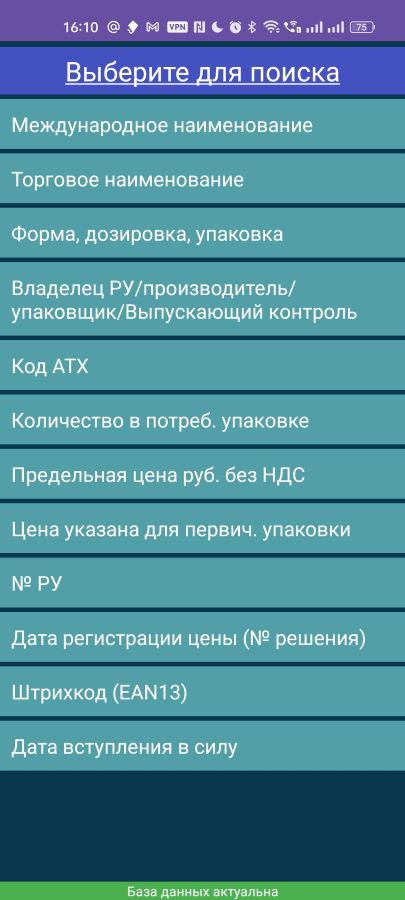 16:10 VPN 75
Выберите для поиска
Международное наименование
Торговое наименование
Форма, дозировка, упаковка
Владелец РУ/производитель/
упаковщик/Выпускающий контроль
Код АТХ
Количество в потреб. упаковке
Предельная цена руб. без НДС
Цена указана для первич. упаковки
№ РУ
Дата регистрации цены (№ решения)
Штрихкод (EAN13)
Дата вступления в силу
База данных актуальна